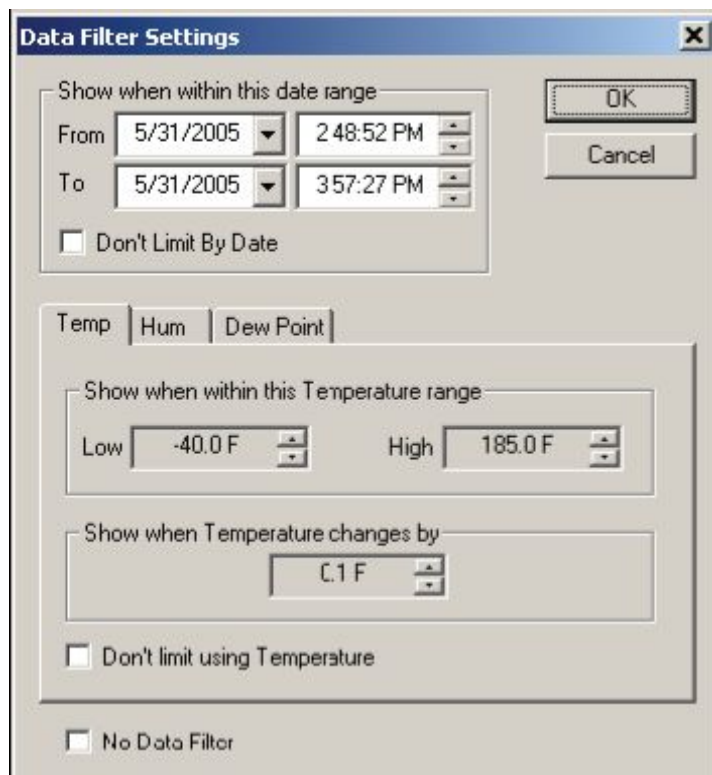 Data Filter Settings
Show when within this date range
From 5/31/2005 2:48:52 PM
To 5/31/2005 3:57:27 PM
Don't Limit By Date
OK
Cancel
Temp Hum Dew Point
Show when within this Temperature range
Low -40.0 F High 185.0 F
Show when Temperature changes by
0.1 F
Don't limit using Temperature
No Data Filter